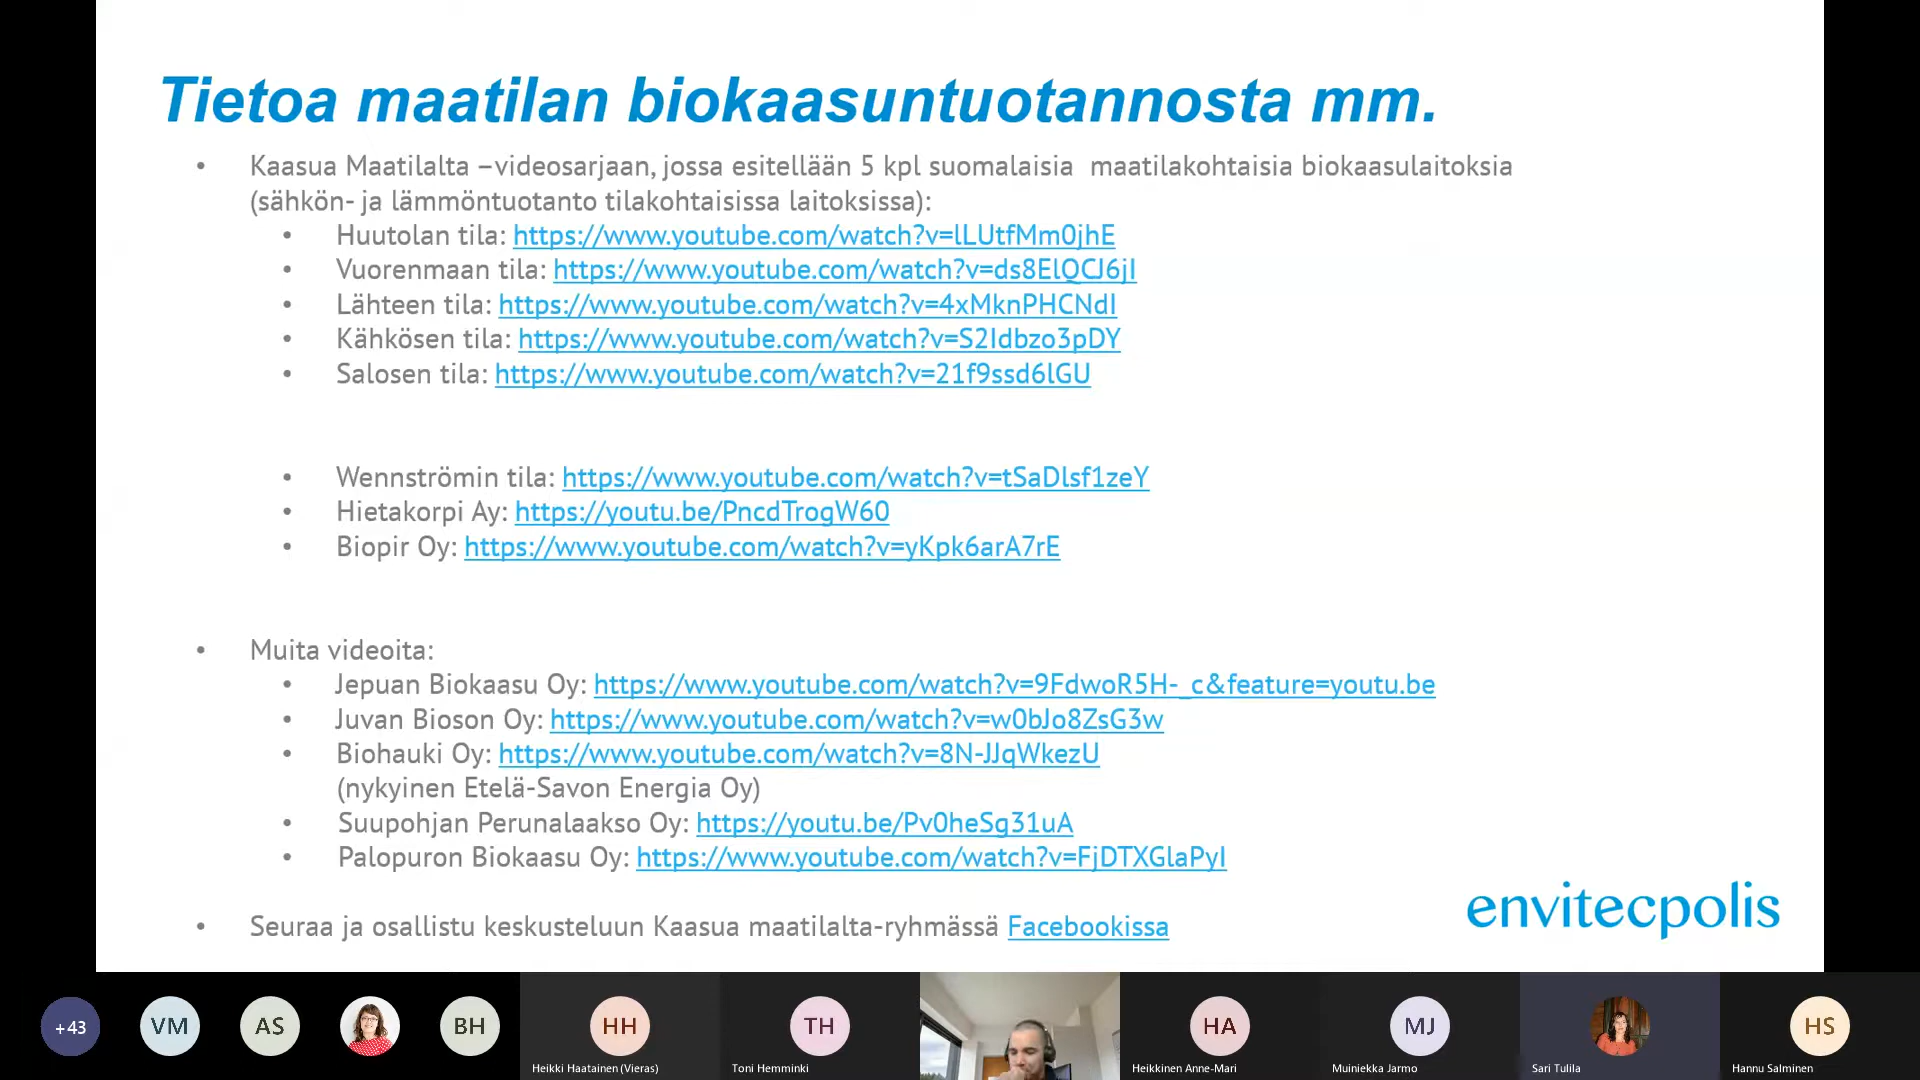 Tietoa maatilan biokaasuntuotannosta mm.
• Kaasua Maatilalta –videosarjaan, jossa esitellään 5 kpl suomalaisia maatilakohtaisia biokaasulaitoksia
(sähkön- ja lämmöntuotanto tilakohtaisissa laitoksissa):
• Huutolan tila: https://www.youtube.com/watch?v=lLUtfMm0jhE
• Vuorenmaan tila: https://www.youtube.com/watch?v=ds8ElQCJ6jI
• Lähteen tila: https://www.youtube.com/watch?v=4xMknPHCNdI
• Kähkösen tila: https://www.youtube.com/watch?v=S2Idbzo3pDY
• Salosen tila: https://www.youtube.com/watch?v=21f9ssd6lGU
• Wennströmin tila: https://www.youtube.com/watch?v=tSaDlsf1zeY
• Hietakorpi Ay: https://youtu.be/PncdTrogW60
• Biopir Oy: https://www.youtube.com/watch?v=yKpk6arA7rE
• Muita videoita:
• Jepuan Biokaasu Oy: https://www.youtube.com/watch?v=9FdwoR5H-_c&feature=youtu.be
• Juvan Bioson Oy: https://www.youtube.com/watch?v=w0bJo8ZsG3w
• Biohauki Oy: https://www.youtube.com/watch?v=8N-JJqWkezU
(nykyinen Etelä-Savon Energia Oy)
• Suupohjan Perunalaakso Oy: https://youtu.be/Pv0heSg31uA
• Palopuron Biokaasu Oy: https://www.youtube.com/watch?v=FjDTXGlaPyI
• Seuraa ja osallistu keskusteluun Kaasua maatilalta-ryhmässä Facebookissa
envitecpolis
+43 VM AS BH HH TH HA MJ HS
Heikki Haatainen (Vieras) Toni Hemminki Heikkinen Anne-Mari Muiniekka Jarmo Sari Tulila Hannu Salminen